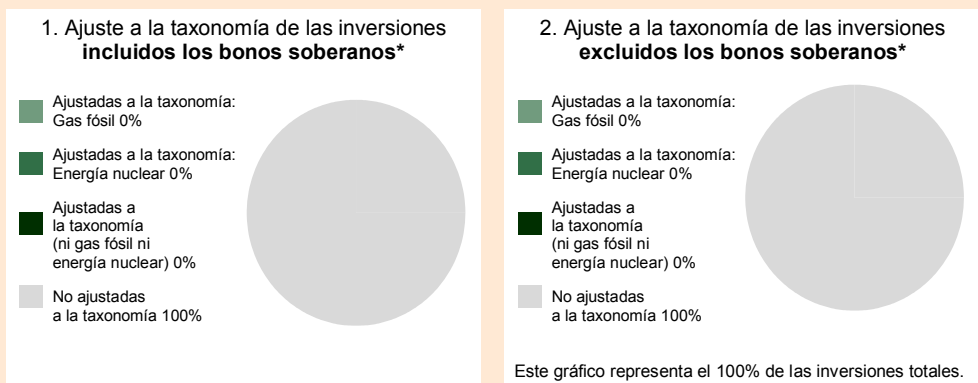 1. Ajuste a la taxonomía de las inversiones
incluidos los bonos soberanos*
Ajustadas a la taxonomía:
Gas fósil 0%
Ajustadas a la taxonomía:
Energía nuclear 0%
Ajustadas a
la taxonomía
(ni gas fósil ni
energía nuclear) 0%
No ajustadas
a la taxonomía 100%
2. Ajuste a la taxonomía de las inversiones
excluidos los bonos soberanos*
Ajustadas a la taxonomía:
Gas fósil 0%
Ajustadas a la taxonomía:
Energía nuclear 0%
Ajustadas a
la taxonomía
(ni gas fósil ni
energía nuclear) 0%
No ajustadas
a la taxonomía 100%
Este gráfico representa el 100% de las inversiones totales.